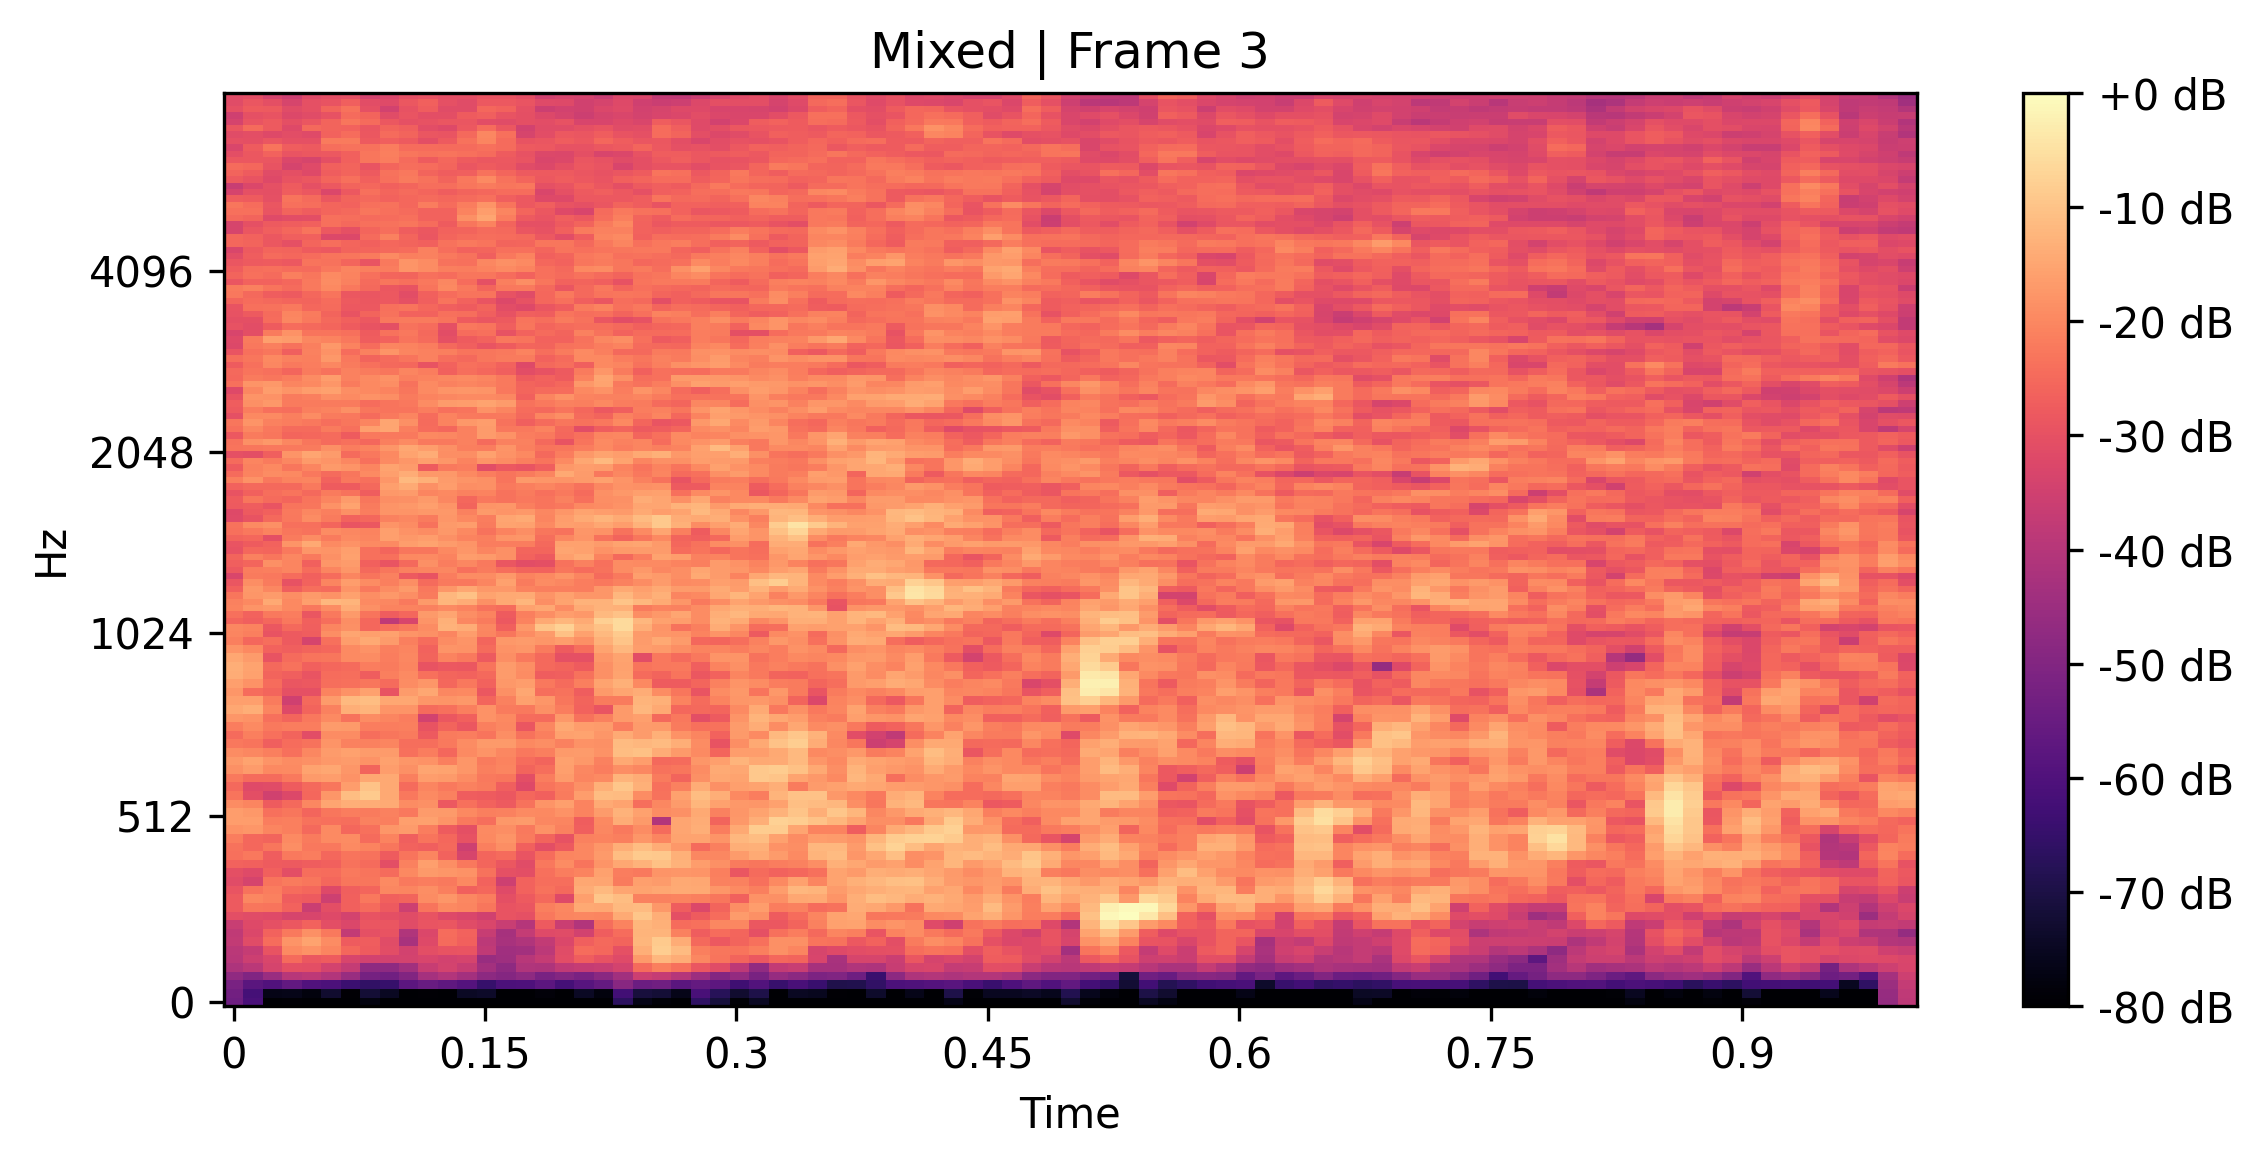 Mixed | Frame 3
+0 dB
-10 dB
-20 dB
-30 dB
-40 dB
-50 dB
-60 dB
-70 dB
-80 dB
Hz
4096
2048
1024
512
0
0 0.15 0.3 0.45 0.6 0.75 0.9
Time